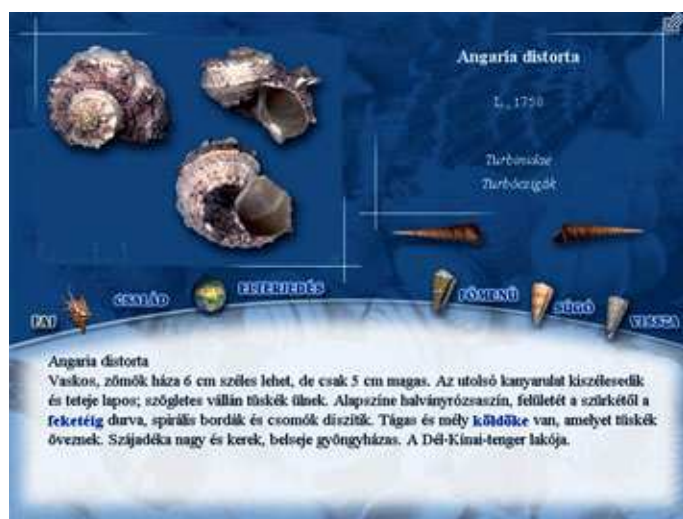 Angaria distorta
L., 1758
Turbinidae
Turbócsigák
FAJ
CSALÁD
ELTERJEDÉS
FŐMENÜ
SÚGÓ
VISSZA
Angaria distorta
Vaskos, zömök háza 6 cm széles lehet, de csak 5 cm magas. Az utolsó kanyarulat kiszélesedik
és teteje lapos; szögletes vállán tüskék ülnek. Alapszíne halványrózsaszín, felületét a szürkétől a
feketéig durva, spirális bordák és csomók díszítik. Tágas és mély köldöke van, amelyet tüskék
öveznek. Szájadéka nagy és kerek, belseje gyöngyházas. A Dél-Kínai-tenger lakója.